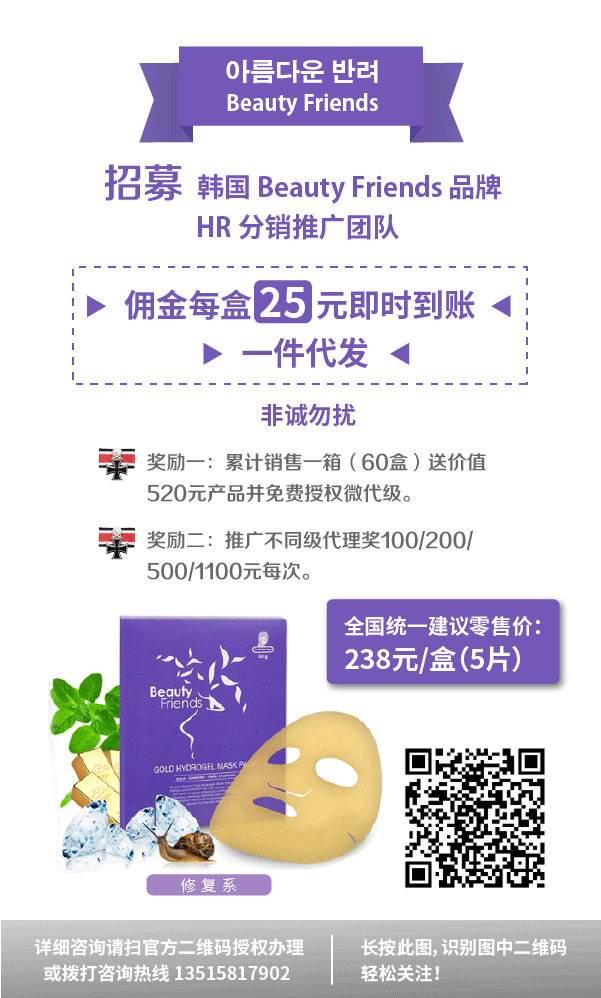 아름다운 반려
Beauty Friends
招募 韩国 Beauty Friends 品牌
HR 分销推广团队
佣金每盒25元即时到账
一件代发
非诚勿扰
奖励一：累计销售一箱（60盒）送价值
520元产品并免费授权微代级。
奖励二：推广不同级代理奖100/200/
500/1100元每次。
全国统一建议零售价：
238元/盒（5片）
Beauty
Friends
30g
GOLD HYDROGEL MASK PACK
修复系
详细咨询请扫官方二维码授权办理
或拨打咨询热线 13515817902
长按此图, 识别图中二维码
轻松关注！